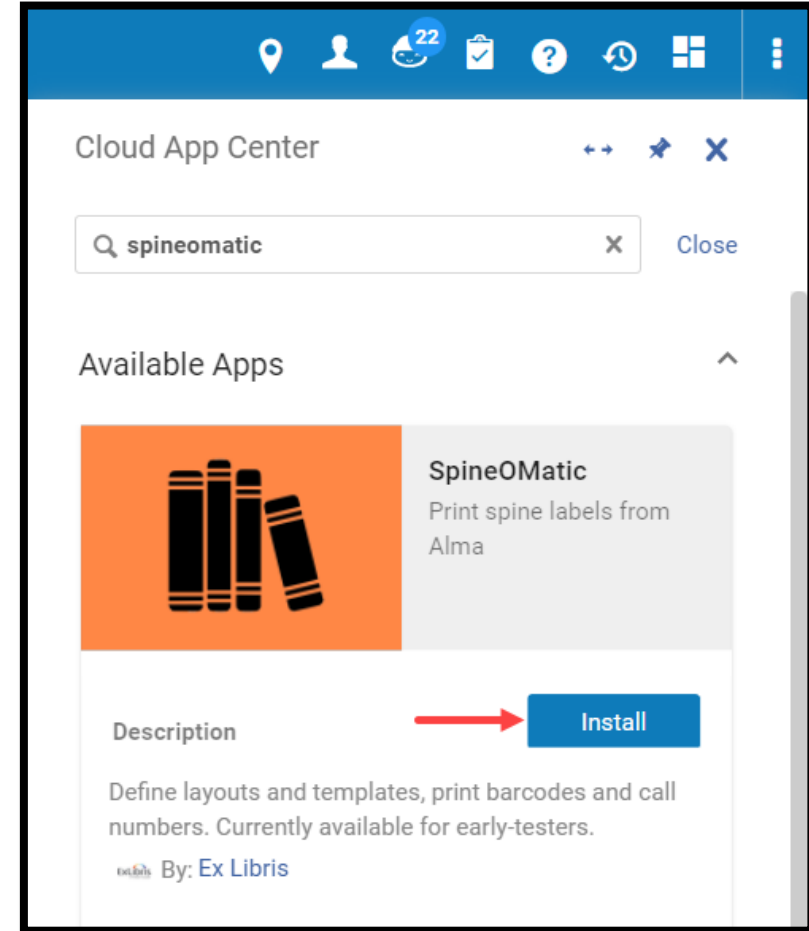 22
Cloud App Center
spineomatic
Close
Available Apps
SpineOMatic
Print spine labels from
Alma
Install
Description
Define layouts and templates, print barcodes and call
numbers. Currently available for early-testers.
ExLibris By: Ex Libris